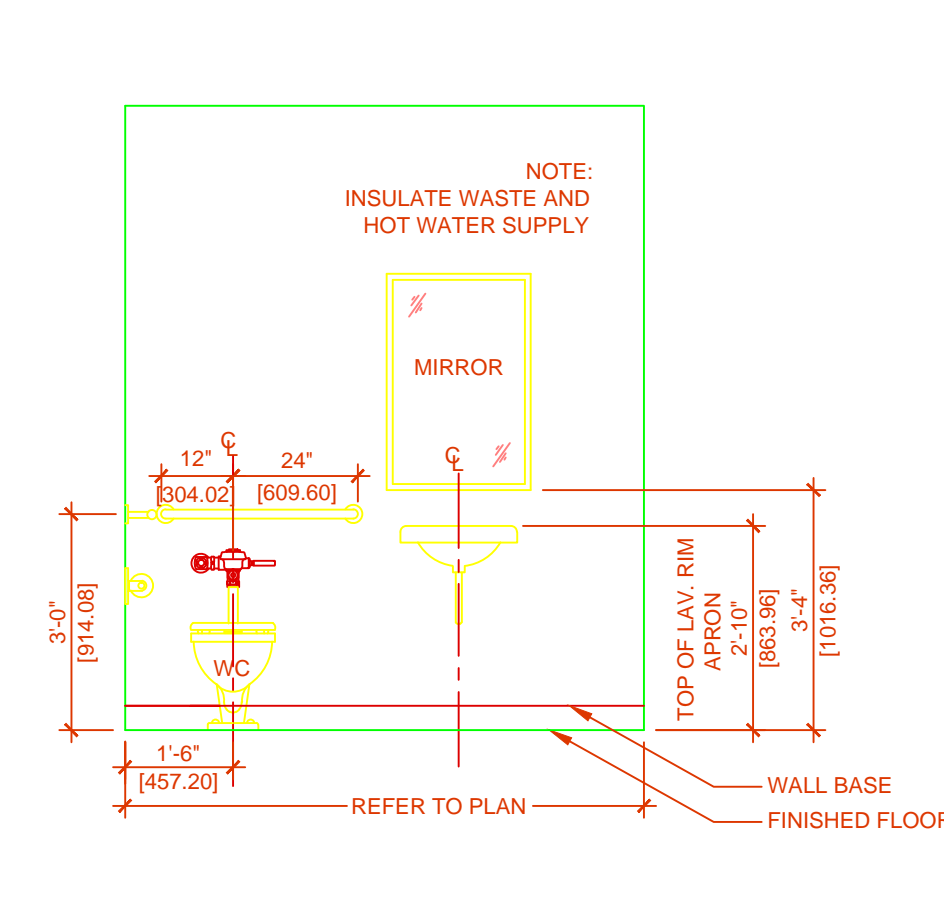 NOTE:
INSULATE WASTE AND
HOT WATER SUPPLY
MIRROR
℄
12"
24"
[304.02]
[609.60]
℄
3'-0"
[914.08]
WC
TOP OF LAV. RIM
APRON
2'-10"
[863.96]
3'-4"
[1016.36]
1'-6"
[457.20]
REFER TO PLAN
WALL BASE
FINISHED FLOOR